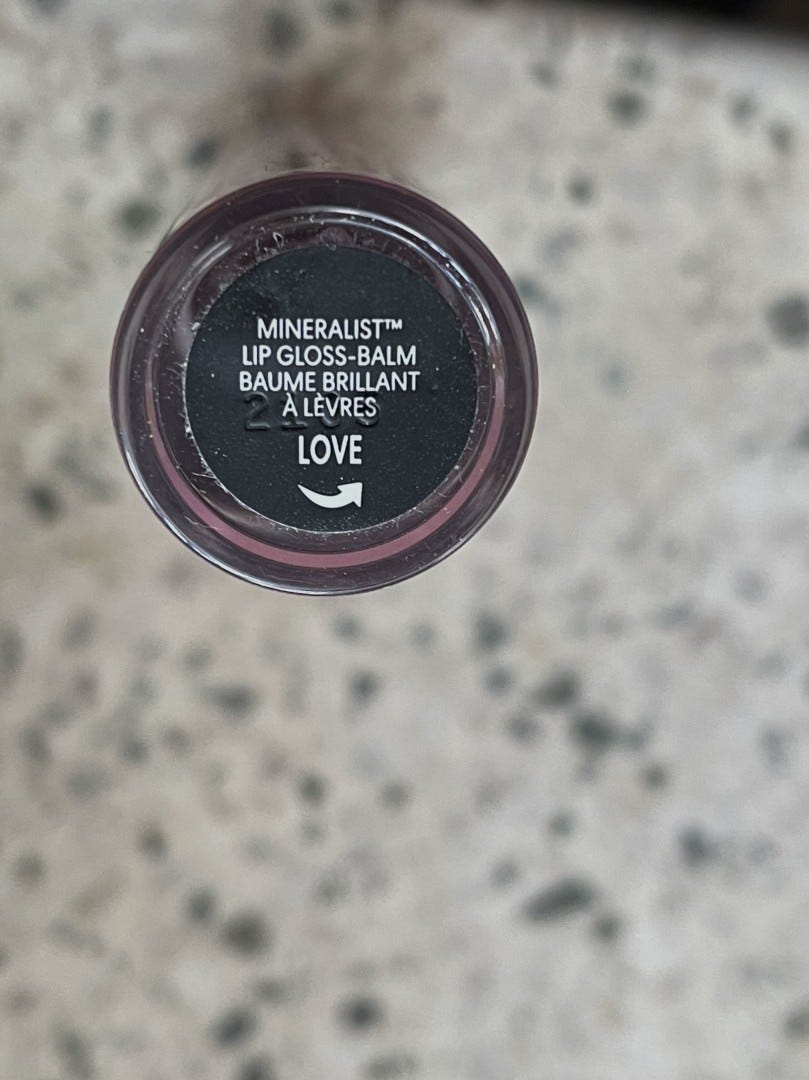 MINERALIST™
LIP GLOSS-BALM
BAUME BRILLANT
À LÈVRES
LOVE